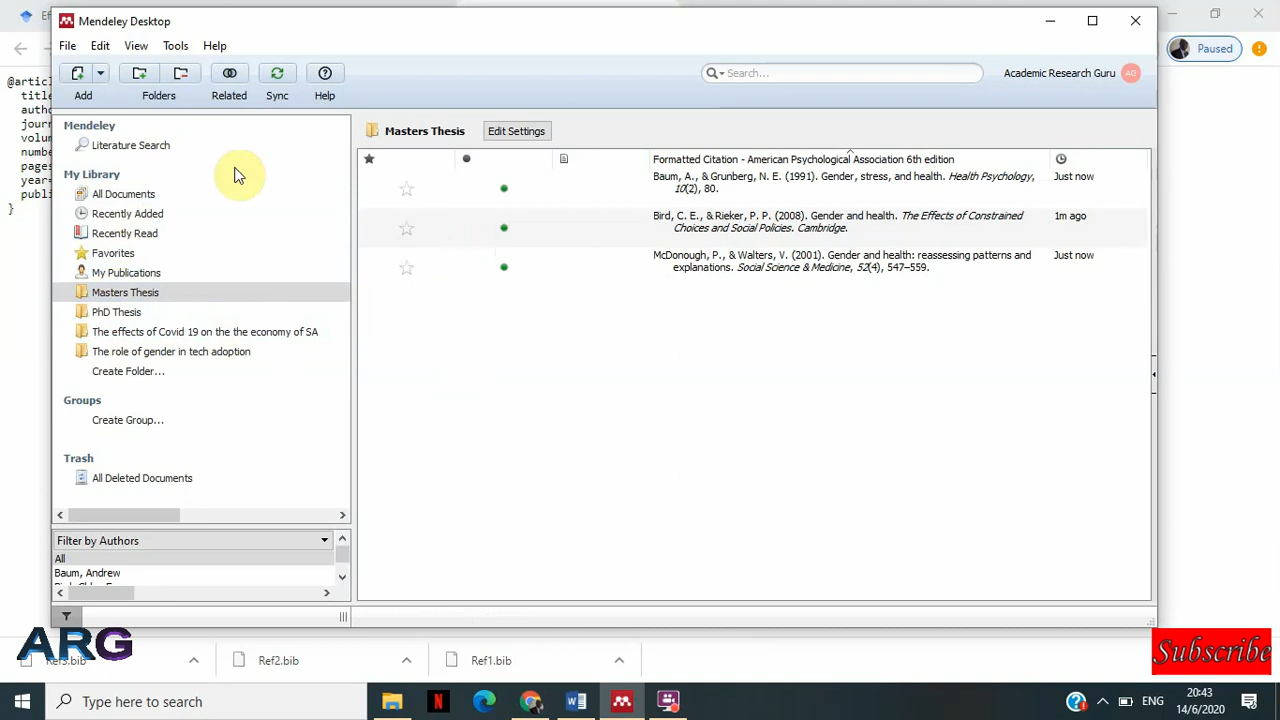 Ef
Mendeley Desktop
Paused
File Edit View Tools Help
Search...
Academic Research Guru AG
Add Folders Related Sync Help
@articl
title
autho
journ
volum
numbe
pages
year=
publi
}
Mendeley
Literature Search
My Library
All Documents
Recently Added
Recently Read
Favorites
My Publications
Masters Thesis
PhD Thesis
The effects of Covid 19 on the the economy of SA
The role of gender in tech adoption
Create Folder...
Groups
Create Group...
Trash
All Deleted Documents
Filter by Authors
All
Baum, Andrew
Masters Thesis Edit Settings
Formatted Citation - American Psychological Association 6th edition
Baum, A., & Grunberg, N. E. (1991). Gender, stress, and health. Health Psychology, Just now
10(2), 80.
Bird, C. E., & Rieker, P. P. (2008). Gender and health. The Effects of Constrained 1m ago
Choices and Social Policies. Cambridge.
McDonough, P., & Walters, V. (2001). Gender and health: reassessing patterns and Just now
explanations. Social Science & Medicine, 52(4), 547–559.
ARG
Ref3.bib Ref2.bib Ref1.bib
Subscribe
Type here to search
ENG
20:43
14/6/2020